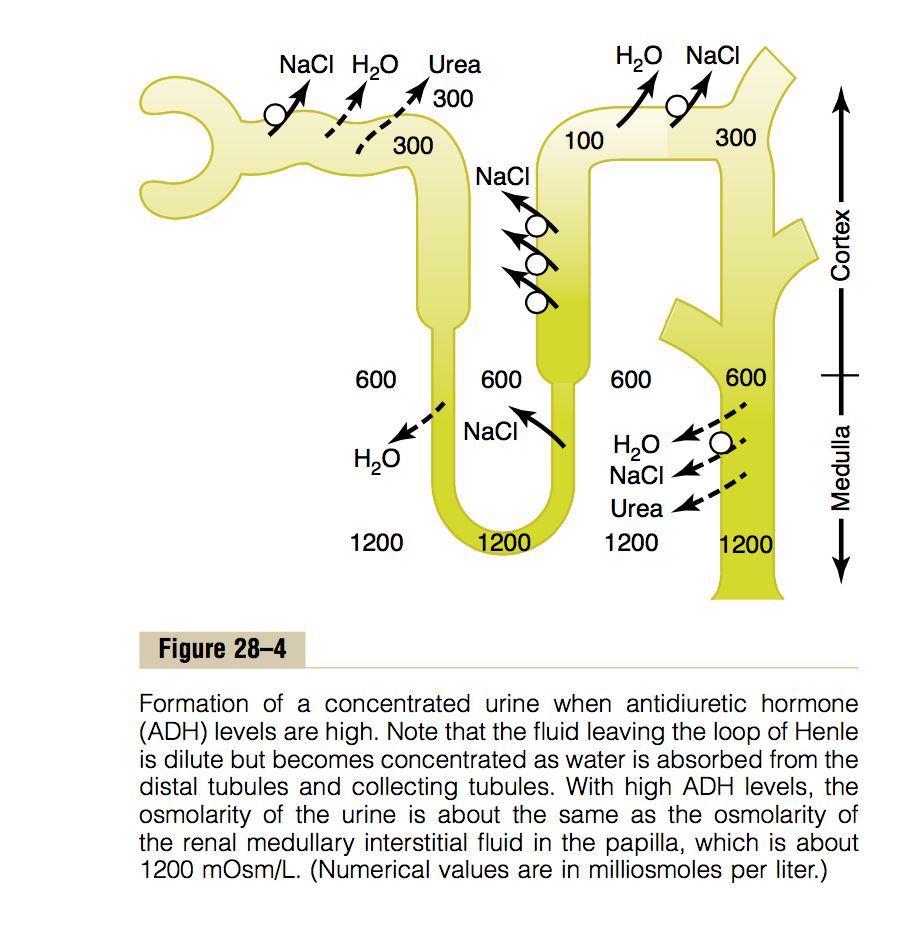 NaCl H₂O Urea
300
300
H₂O NaCl
100
300
NaCl
600
600
600
600
H₂O
NaCl
H₂O
NaCl
Urea
1200
1200
1200
1200
Cortex
Medulla
Figure 28–4
Formation of a concentrated urine when antidiuretic hormone
(ADH) levels are high. Note that the fluid leaving the loop of Henle
is dilute but becomes concentrated as water is absorbed from the
distal tubules and collecting tubules. With high ADH levels, the
osmolarity of the urine is about the same as the osmolarity of
the renal medullary interstitial fluid in the papilla, which is about
1200 mOsm/L. (Numerical values are in milliosmoles per liter.)